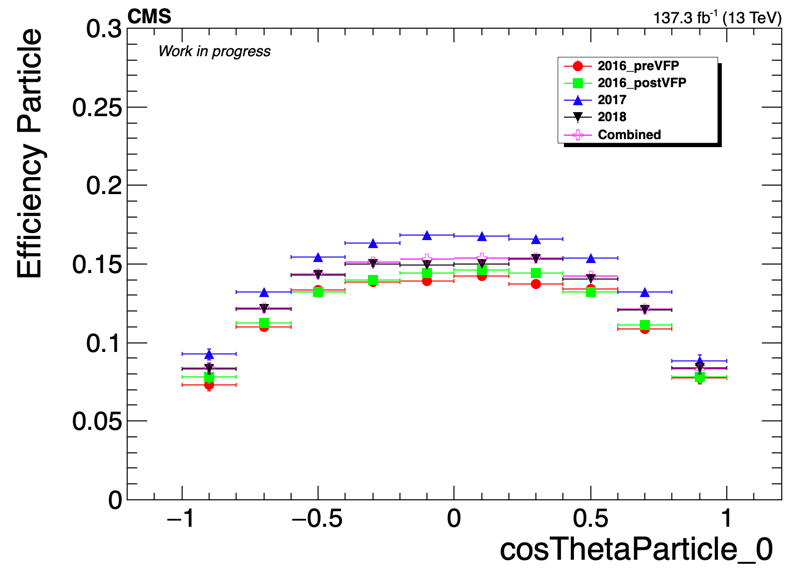 CMS
137.3 fb⁻¹ (13 TeV)
Work in progress
2016_preVFP
2016_postVFP
2017
2018
Combined
Efficiency Particle
0.3
0.25
0.2
0.15
0.1
0.05
0
−1
−0.5
0
0.5
1
cosThetaParticle_0